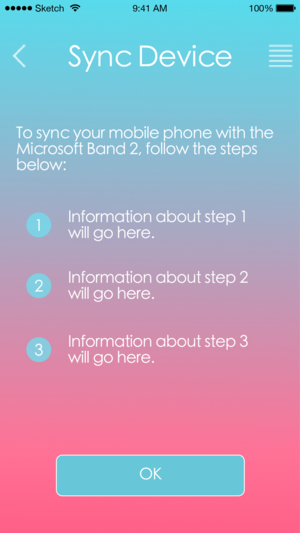 Sketch 9:41 AM 100%
Sync Device
To sync your mobile phone with the
Microsoft Band 2, follow the steps
below:
1 Information about step 1
will go here.
2 Information about step 2
will go here.
3 Information about step 3
will go here.
OK